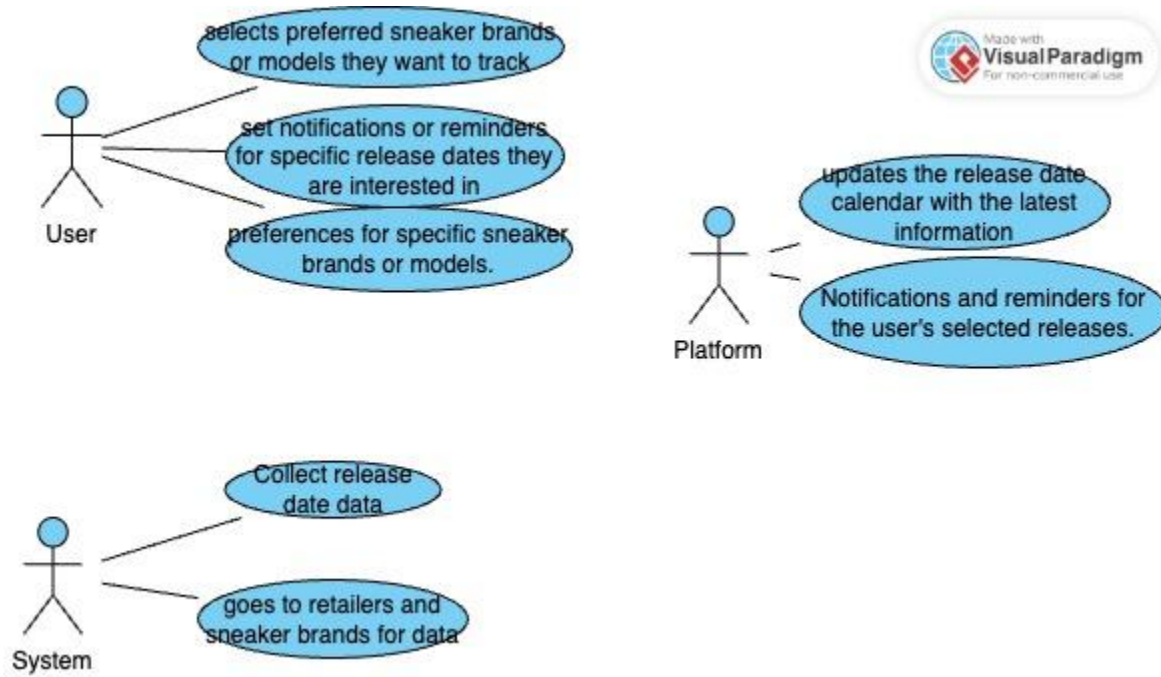 selects preferred sneaker brands
or models they want to track
Made with
Visual Paradigm
For non-commercial use
set notifications or reminders
for specific release dates they
are interested in
User
preferences for specific sneaker
brands or models.
updates the release date
calendar with the latest
information
Notifications and reminders for
the user's selected releases.
Platform
Collect release
date data
goes to retailers and
sneaker brands for data
System